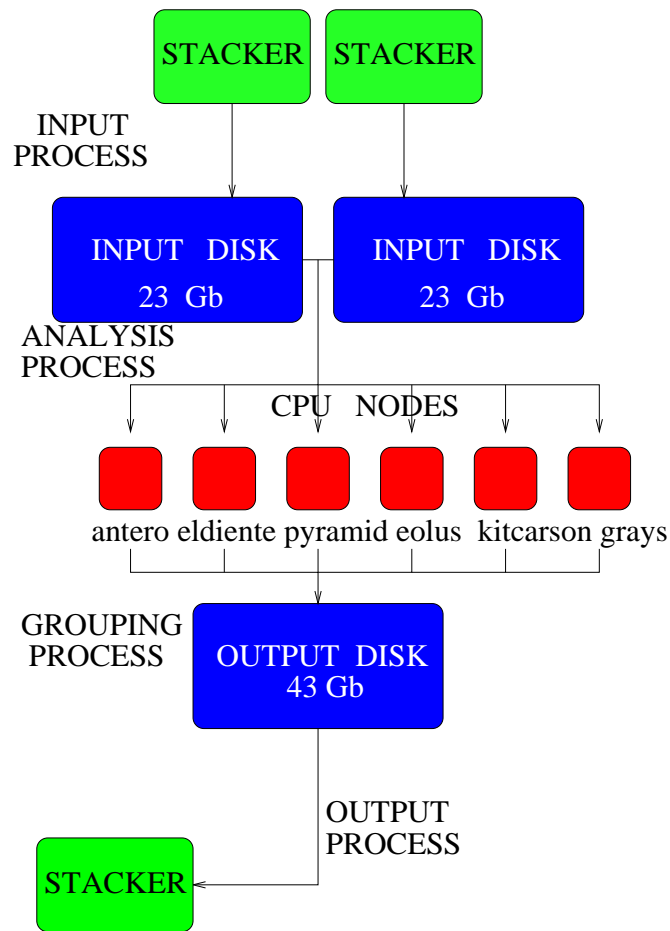 STACKER STACKER
INPUT
PROCESS
INPUT DISK INPUT DISK
23 Gb 23 Gb
ANALYSIS
PROCESS
CPU NODES
antero eldiente pyramid eolus kitcarson grays
GROUPING
PROCESS
OUTPUT DISK
43 Gb
OUTPUT
PROCESS
STACKER